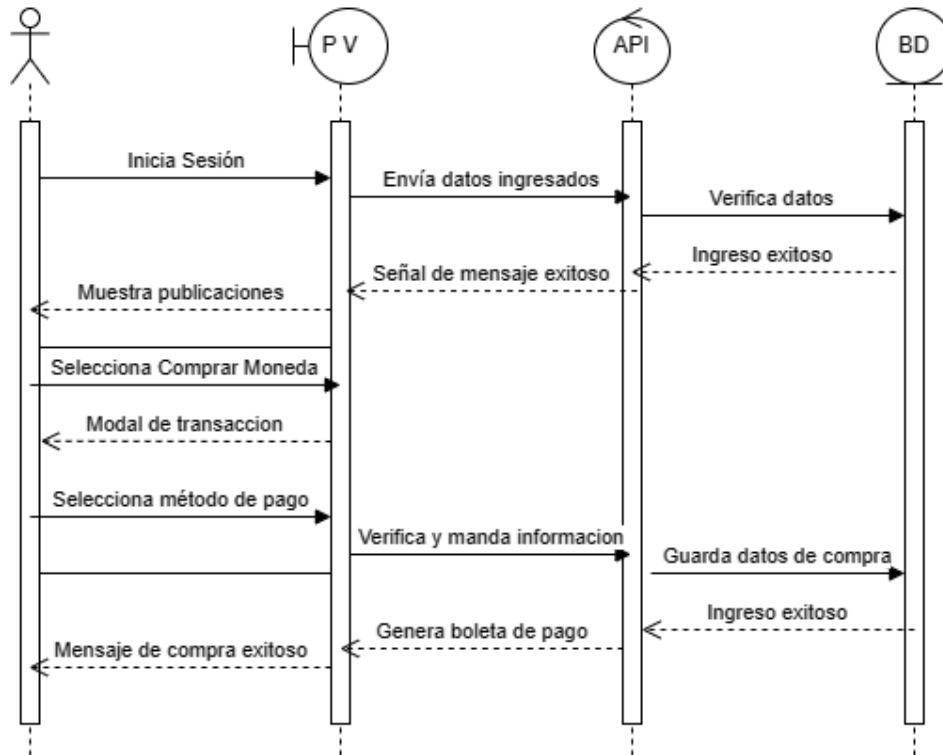 P V
API
BD
Inicia Sesión
Envía datos ingresados
Verifica datos
Ingreso exitoso
Señal de mensaje exitoso
Muestra publicaciones
Selecciona Comprar Moneda
Modal de transaccion
Selecciona método de pago
Verifica y manda informacion
Guarda datos de compra
Ingreso exitoso
Genera boleta de pago
Mensaje de compra exitoso